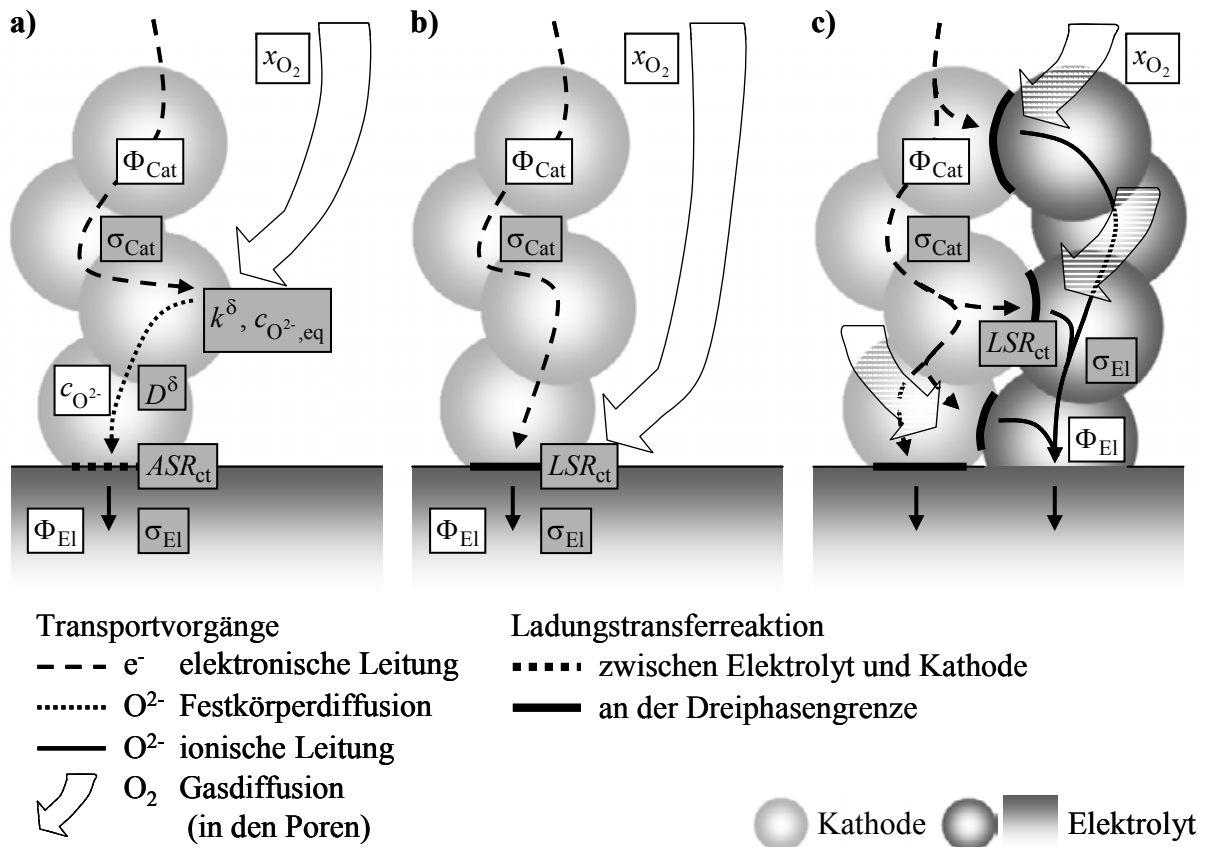 a)
x_O2
Φ_Cat
σ_Cat
k^δ, c_O²⁻,eq
c_O²⁻
D^δ
ASR_ct
Φ_El
σ_El
b)
x_O2
Φ_Cat
σ_Cat
LSR_ct
Φ_El
σ_El
c)
x_O2
Φ_Cat
σ_Cat
LSR_ct
σ_El
Φ_El
Transportvorgänge
e⁻ elektronische Leitung
O²⁻ Festkörperdiffusion
O²⁻ ionische Leitung
O₂ Gasdiffusion
(in den Poren)
Ladungstransferreaktion
zwischen Elektrolyt und Kathode
an der Dreiphasengrenze
Kathode
Elektrolyt